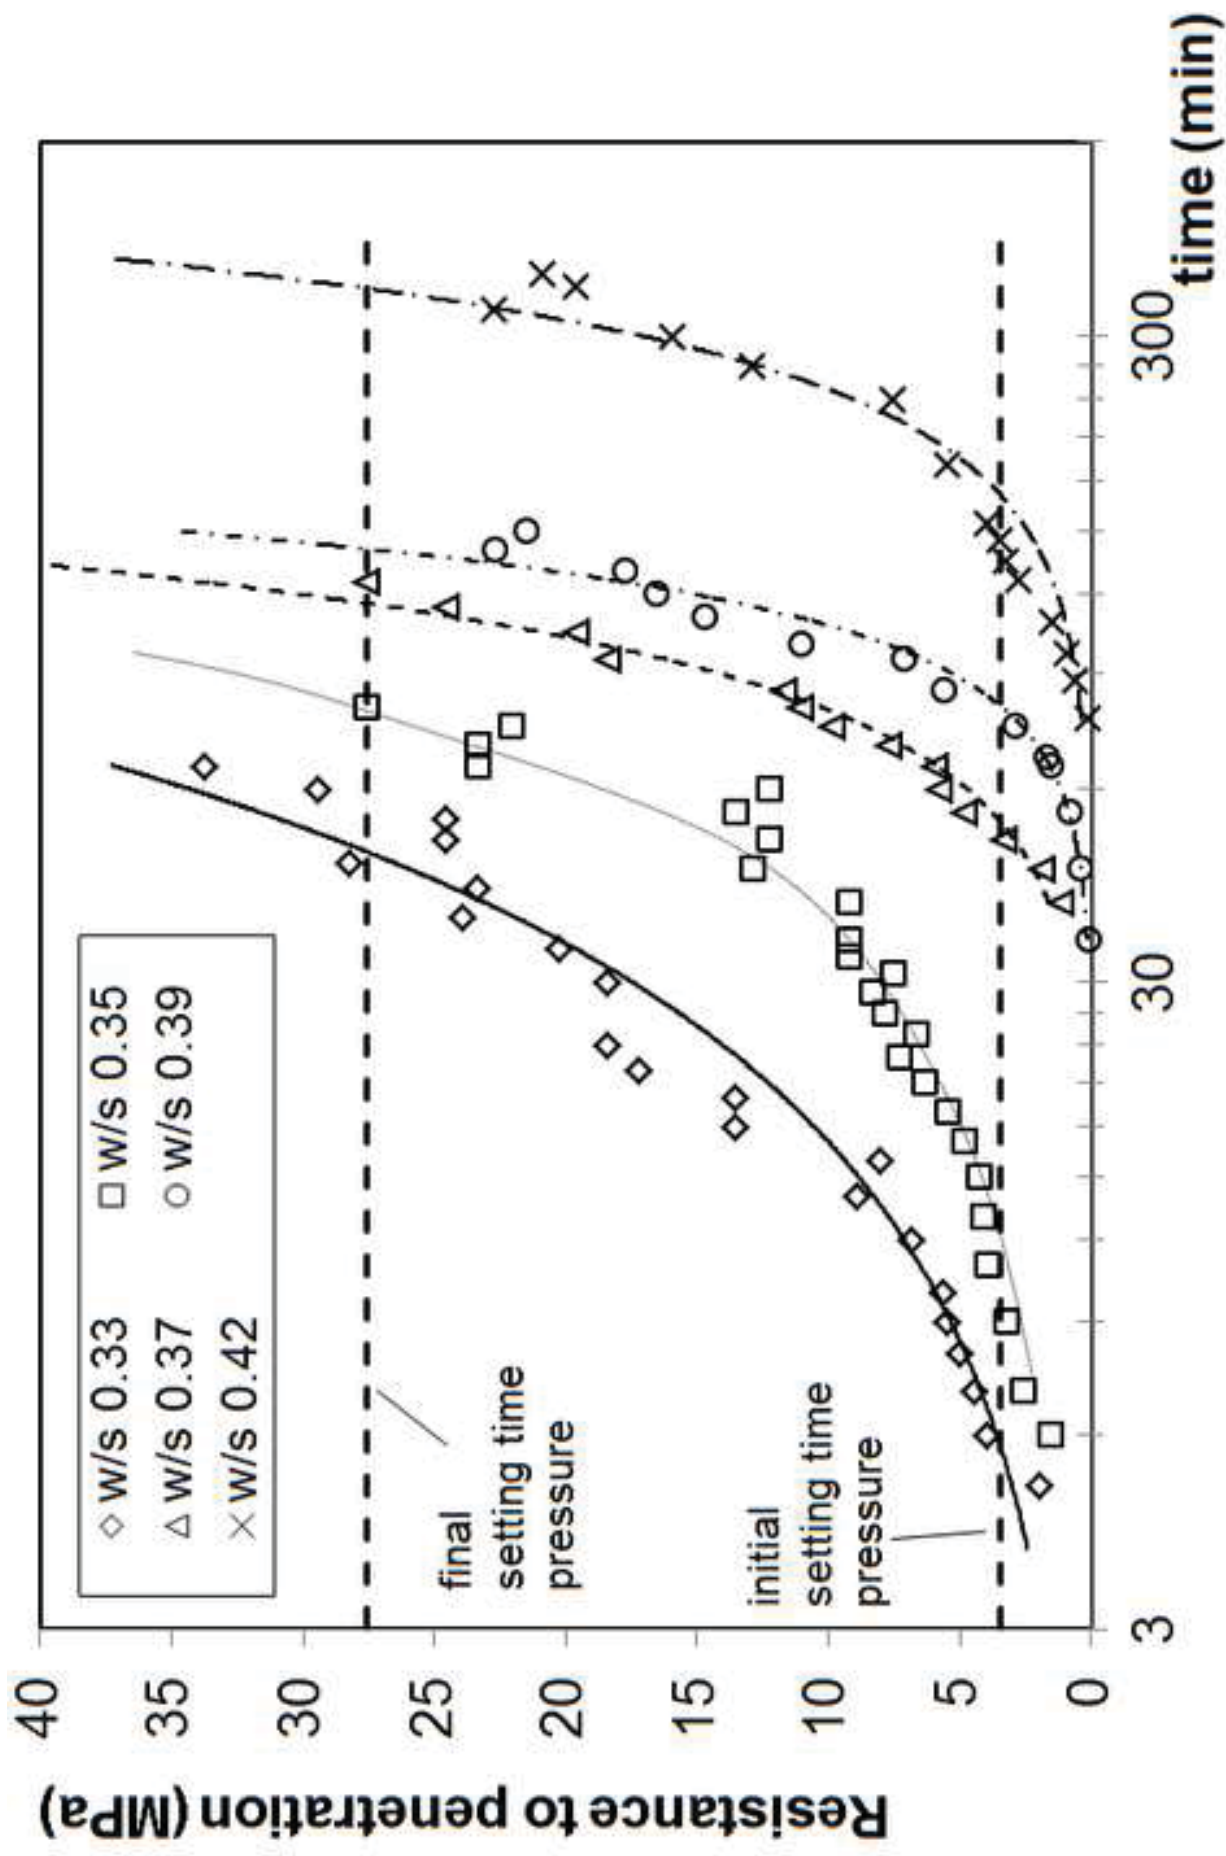 Resistance to penetration (MPa)
40
35
30
25
20
15
10
5
0
w/s 0.33
w/s 0.35
w/s 0.37
w/s 0.39
w/s 0.42
final
setting time
pressure
initial
setting time
pressure
3
30
300
time (min)